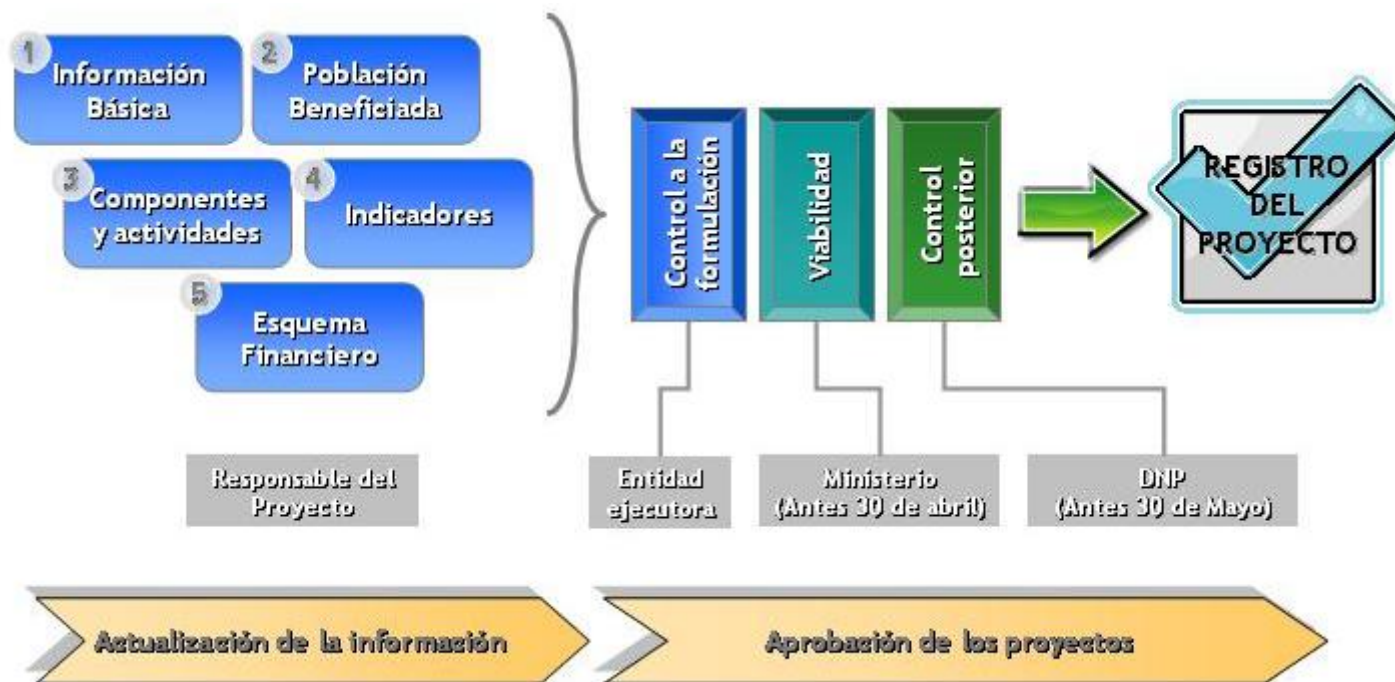 1
Información
Básica
2
Población
Beneficiada
3
Componentes
y actividades
4
Indicadores
5
Esquema
Financiero
Control a la
formulación
Viabilidad
Control
posterior
REGISTRO
DEL
PROYECTO
Responsable del
Proyecto
Entidad
ejecutora
Ministerio
(Antes 30 de abril)
DNP
(Antes 30 de Mayo)
Actualización de la información
Aprobación de los proyectos